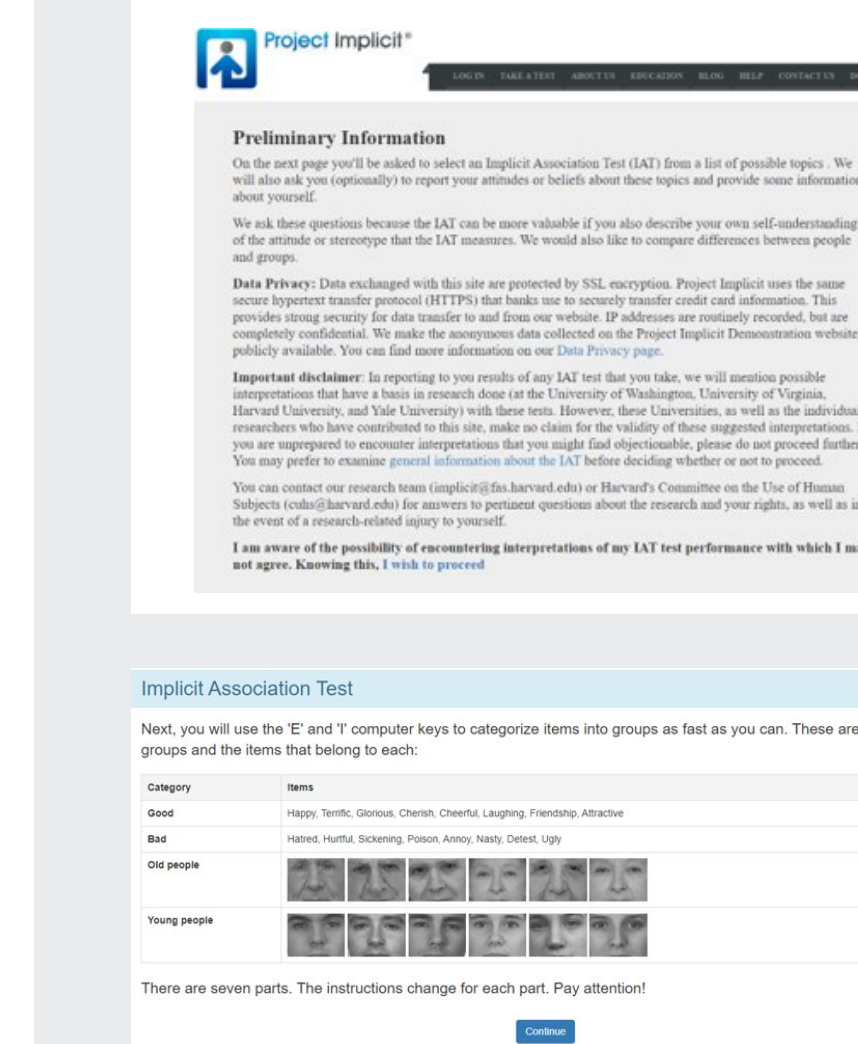 Project Implicit®
LOG IN TAKE A TEST ABOUT US EDUCATION BLOG HELP CONTACT US
Preliminary Information
On the next page you'll be asked to select an Implicit Association Test (IAT) from a list of possible topics . We
will also ask you (optionally) to report your attitudes or beliefs about these topics and provide some information
about yourself.
We ask these questions because the IAT can be more valuable if you also describe your own self-understanding
of the attitude or stereotype that the IAT measures. We would also like to compare differences between people
and groups.
Data Privacy: Data exchanged with this site are protected by SSL encryption. Project Implicit uses the same
secure hypertext transfer protocol (HTTPS) that banks use to securely transfer credit card information. This
provides strong security for data transfer to and from our website. IP addresses are routinely recorded, but are
completely confidential. We make the anonymous data collected on the Project Implicit Demonstration website
publicly available. You can find more information on our Data Privacy page.
Important disclaimer: In reporting to you results of any IAT test that you take, we will mention possible
interpretations that have a basis in research done (at the University of Washington, University of Virginia,
Harvard University, and Yale University) with these tests. However, these Universities, as well as the individual
researchers who have contributed to this site, make no claim for the validity of these suggested interpretations.
you are unprepared to encounter interpretations that you might find objectionable, please do not proceed further
You may prefer to examine general information about the IAT before deciding whether or not to proceed.
You can contact our research team (implicit@fas.harvard.edu) or Harvard's Committee on the Use of Human
Subjects (cuhs@harvard.edu) for answers to pertinent questions about the research and your rights, as well as in
the event of a research-related injury to yourself.
I am aware of the possibility of encountering interpretations of my IAT test performance with which I
not agree. Knowing this, I wish to proceed
Implicit Association Test
Next, you will use the 'E' and 'I' computer keys to categorize items into groups as fast as you can. These are
groups and the items that belong to each:
Category Items
Good Happy, Terrific, Glorious, Cherish, Cheerful, Laughing, Friendship, Attractive
Bad Hatred, Hurtful, Sickening, Poison, Annoy, Nasty, Detest, Ugly
Old people
Young people
There are seven parts. The instructions change for each part. Pay attention!
Continue